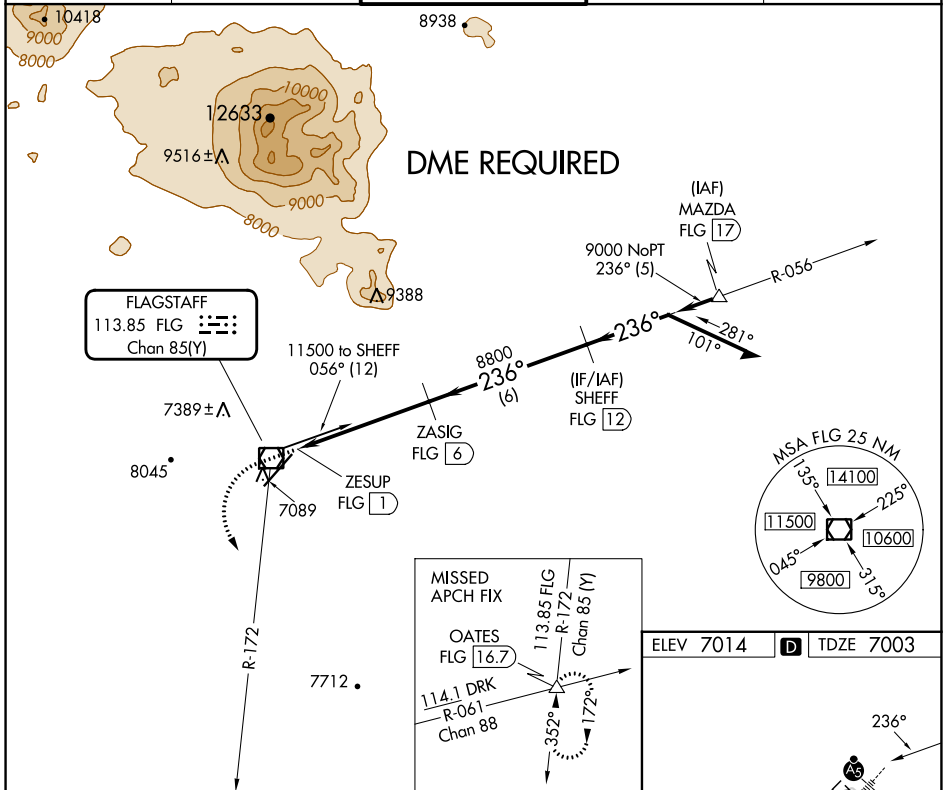 10418
9000
8000
8938
10000
12633
9516±
9000
8000
DME REQUIRED
9388
(IAF)
MAZDA
FLG 17
9000 NoPT
236° (5)
R-056
FLAGSTAFF
113.85 FLG
Chan 85(Y)
11500 to SHEFF
056° (12)
236°
281°
101°
8800
236°
(6)
(IF/IAF)
SHEFF
FLG 12
7389±
ZASIG
FLG 6
8045
ZESUP
FLG 1
7089
MSA FLG 25 NM
135°
14100
225°
11500
10600
045°
9800
315°
R-172
7712
MISSED
APCH FIX
OATES
FLG 16.7
113.85 FLG
R-172
Chan 85 (Y)
114.1 DRK
R-061
Chan 88
352°
172°
ELEV 7014
D
TDZE 7003
236°
A5